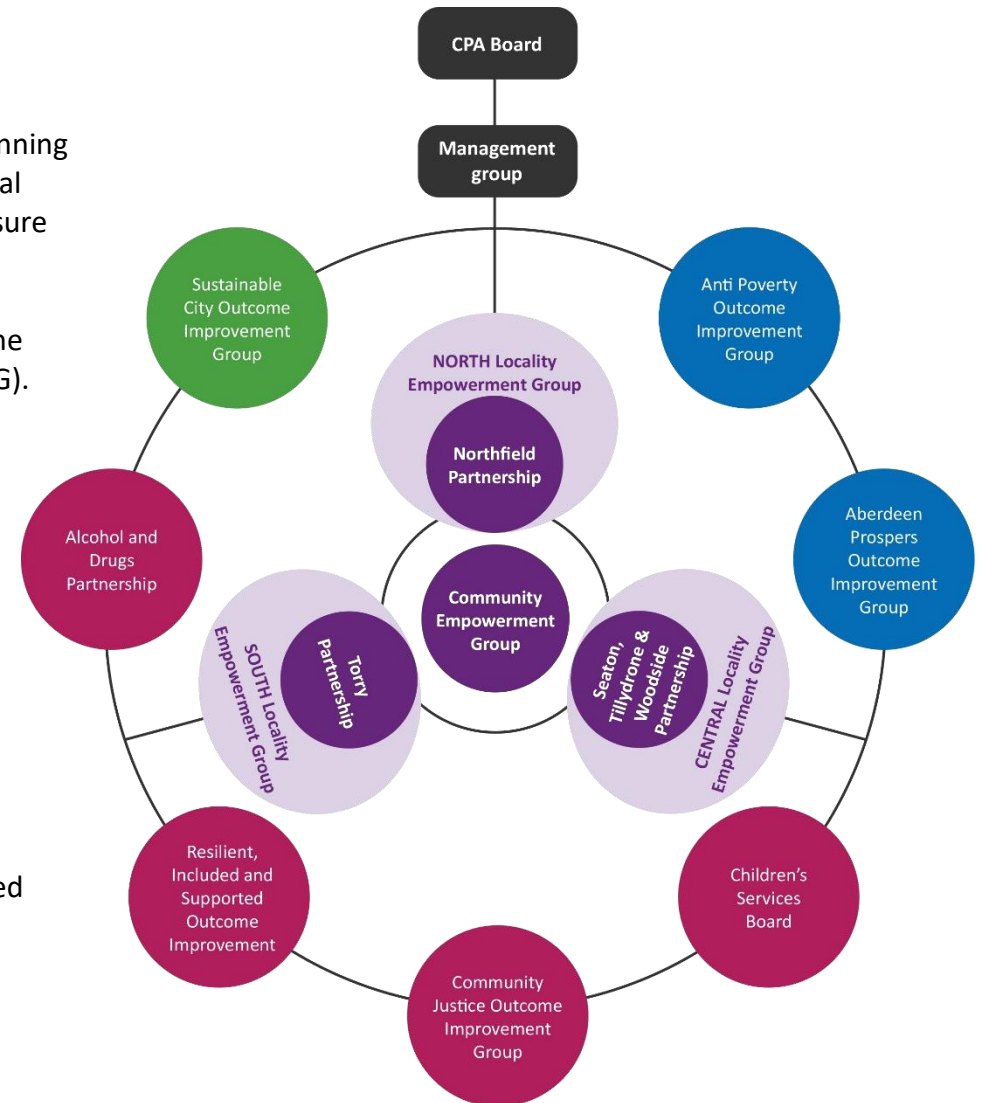 CPA Board
Management
group
nning
al
sure
ne
G).
ed
Sustainable
City Outcome
Improvement
Group
Anti Poverty
Outcome
Improvement
Group
NORTH Locality
Empowerment Group
Northfield
Partnership
Alcohol and
Drugs
Partnership
Aberdeen
Prospers
Outcome
Improvement
Group
Community
Empowerment
Group
SOUTH Locality
Empowerment Group
Torry
Partnership
Seaton,
Tillydrone &
Woodside
Partnership
CENTRAL Locality
Empowerment Group
Resilient,
Included and
Supported
Outcome
Improvement
Children’s
Services
Board
Community
Justice Outcome
Improvement
Group